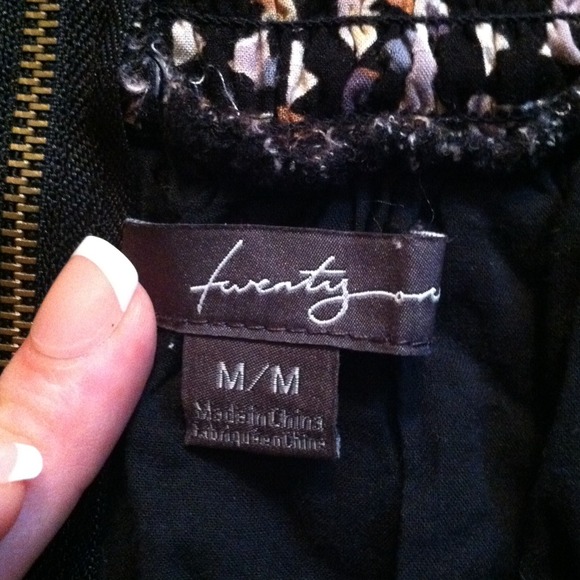 twenty
M/M
Made in China
Fabriqué en Chine